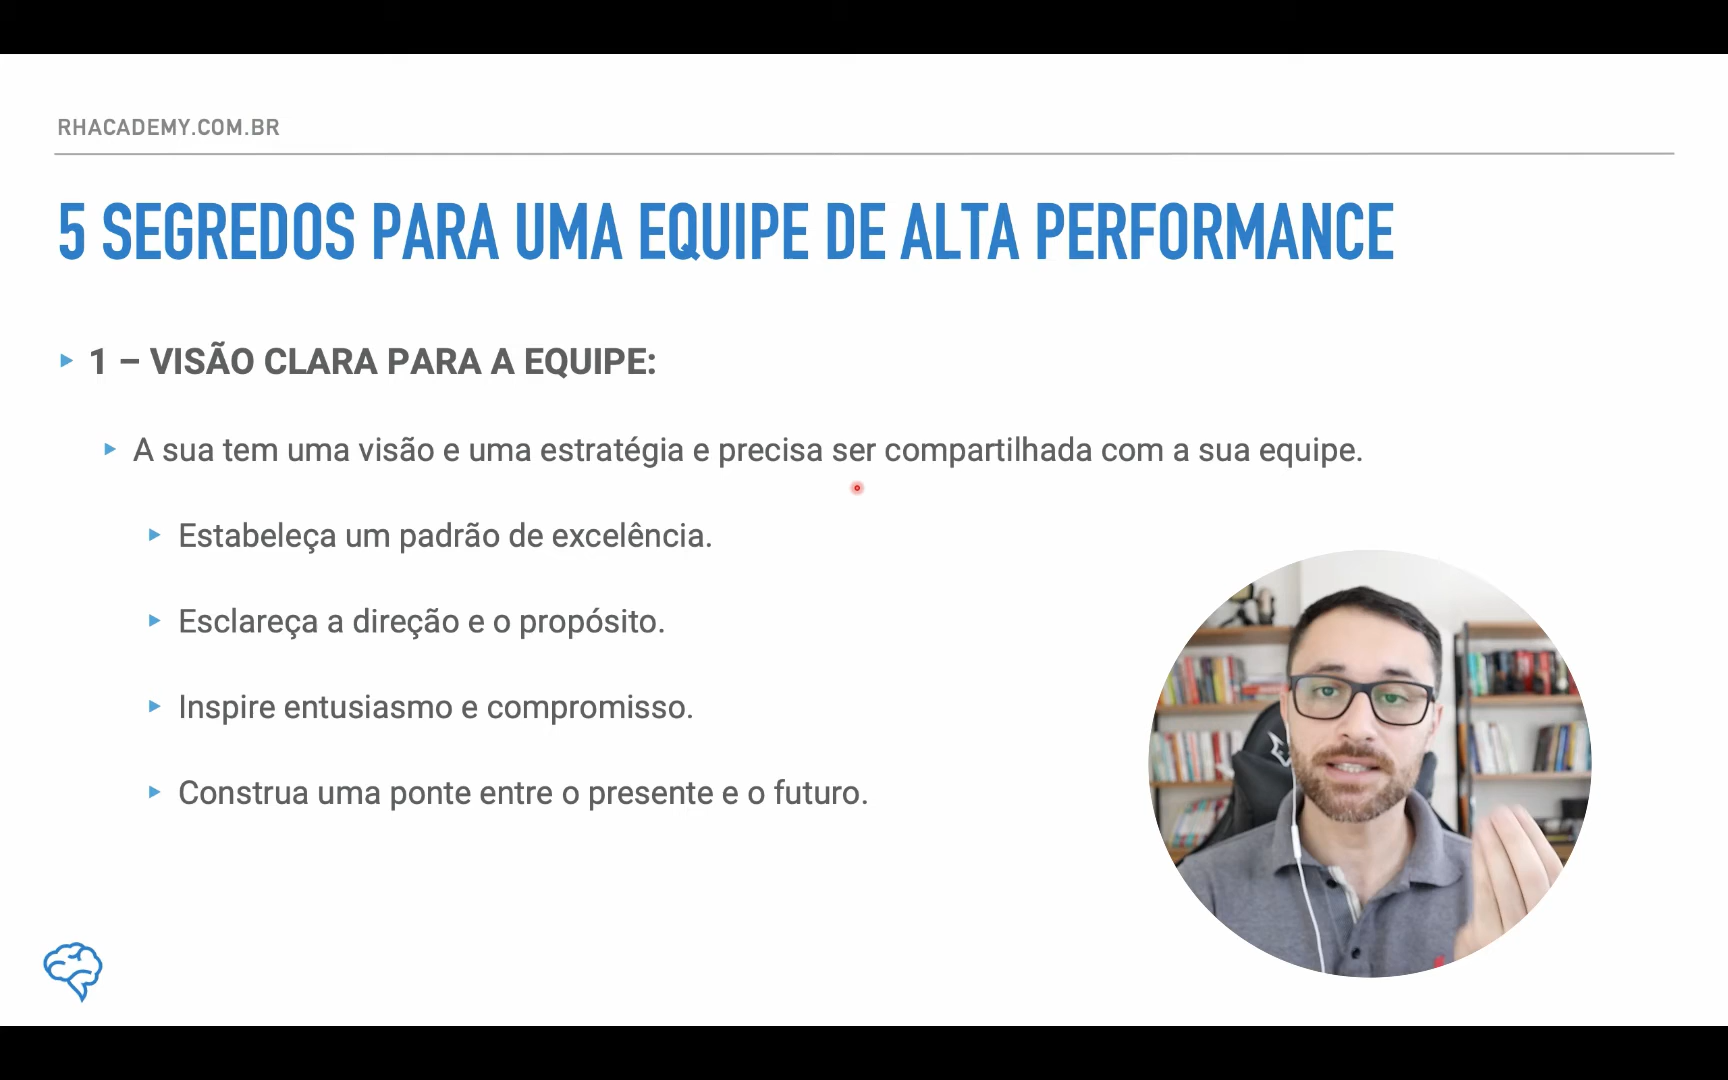 RHACADEMY.COM.BR
5 SEGREDOS PARA UMA EQUIPE DE ALTA PERFORMANCE
1 – VISÃO CLARA PARA A EQUIPE:
A sua tem uma visão e uma estratégia e precisa ser compartilhada com a sua equipe.
Estabeleça um padrão de excelência.
Esclareça a direção e o propósito.
Inspire entusiasmo e compromisso.
Construa uma ponte entre o presente e o futuro.